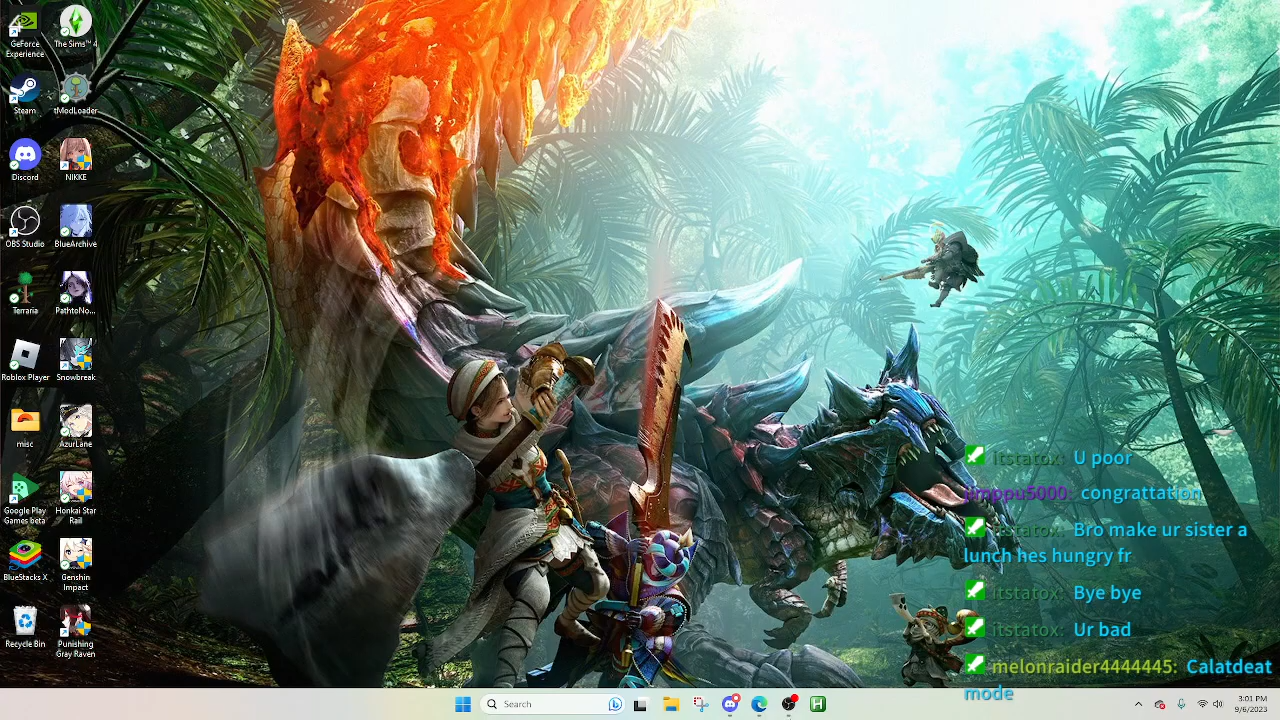 GeForce Experience
The Sims™ 4
Steam
tModLoader
Discord
NIKKE
OBS Studio
BlueArchive
Terraria
PathtoNo...
Roblox Player
Snowbreak
misc
AzurLane
Google Play Games beta
Honkai Star Rail
BlueStacks X
Genshin Impact
Recycle Bin
Punishing Gray Raven
itstatox: U poor
jimppu5000: congrattation
itstatox: Bro make ur sister a
lunch hes hungry fr
itstatox: Bye bye
itstatox: Ur bad
melonraider4444445: Calatdeat
mode
Search
3:01 PM
9/6/2023